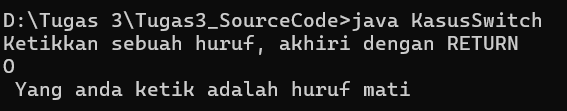 D:\Tugas 3\Tugas3_SourceCode>java KasusSwitch
Ketikkan sebuah huruf, akhiri dengan RETURN
O
Yang anda ketik adalah huruf mati